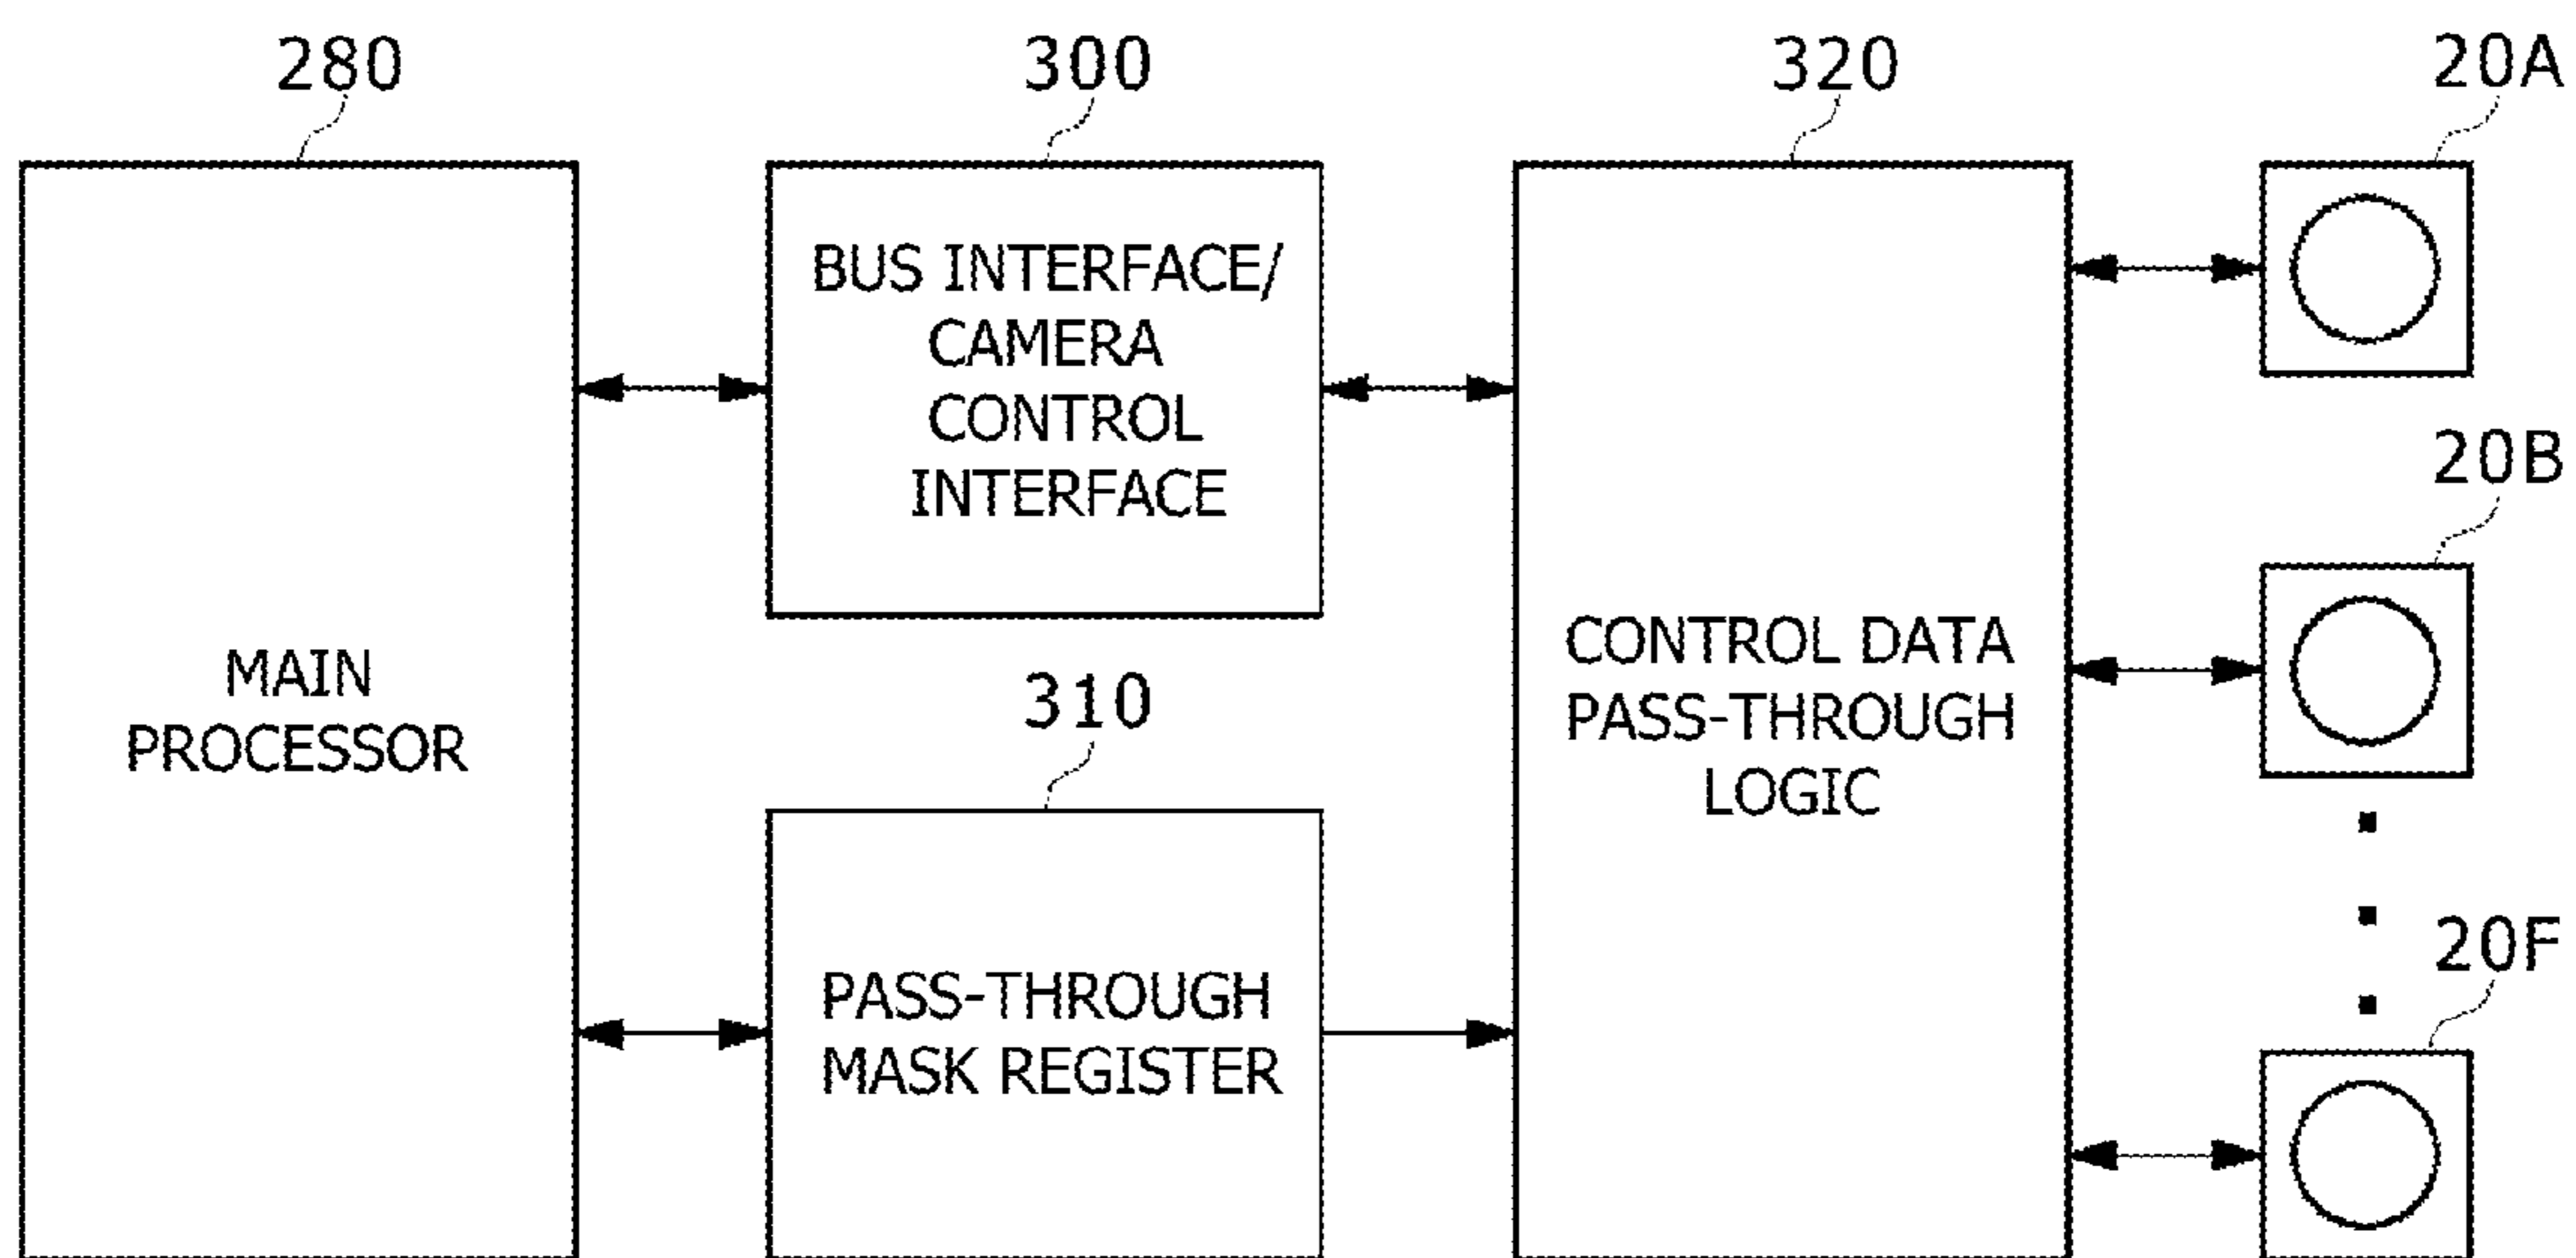 280
300
320
20A
BUS INTERFACE/
CAMERA
CONTROL
INTERFACE
20B
MAIN
PROCESSOR
310
CONTROL DATA
PASS-THROUGH
LOGIC
PASS-THROUGH
MASK REGISTER
20F